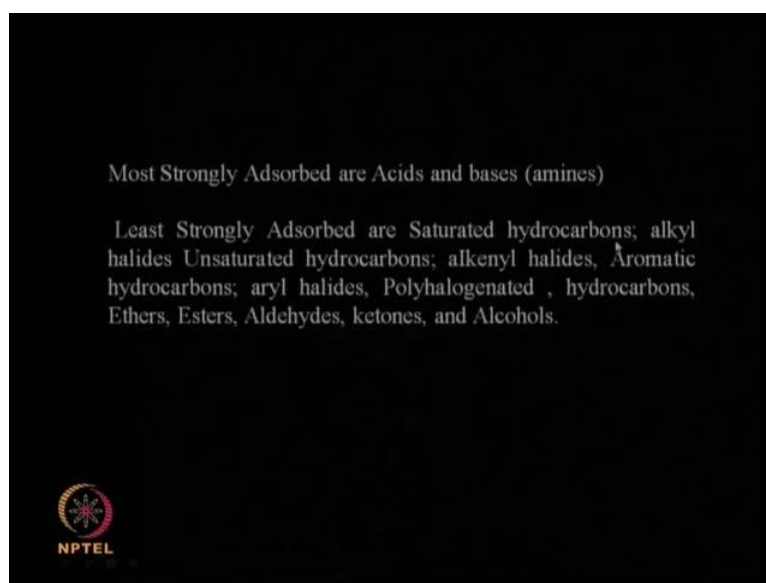 Most Strongly Adsorbed are Acids and bases (amines)
Least Strongly Adsorbed are Saturated hydrocarbons; alkyl
halides Unsaturated hydrocarbons; alkenyl halides, Aromatic
hydrocarbons; aryl halides, Polyhalogenated , hydrocarbons,
Ethers, Esters, Aldehydes, ketones, and Alcohols.
NPTEL